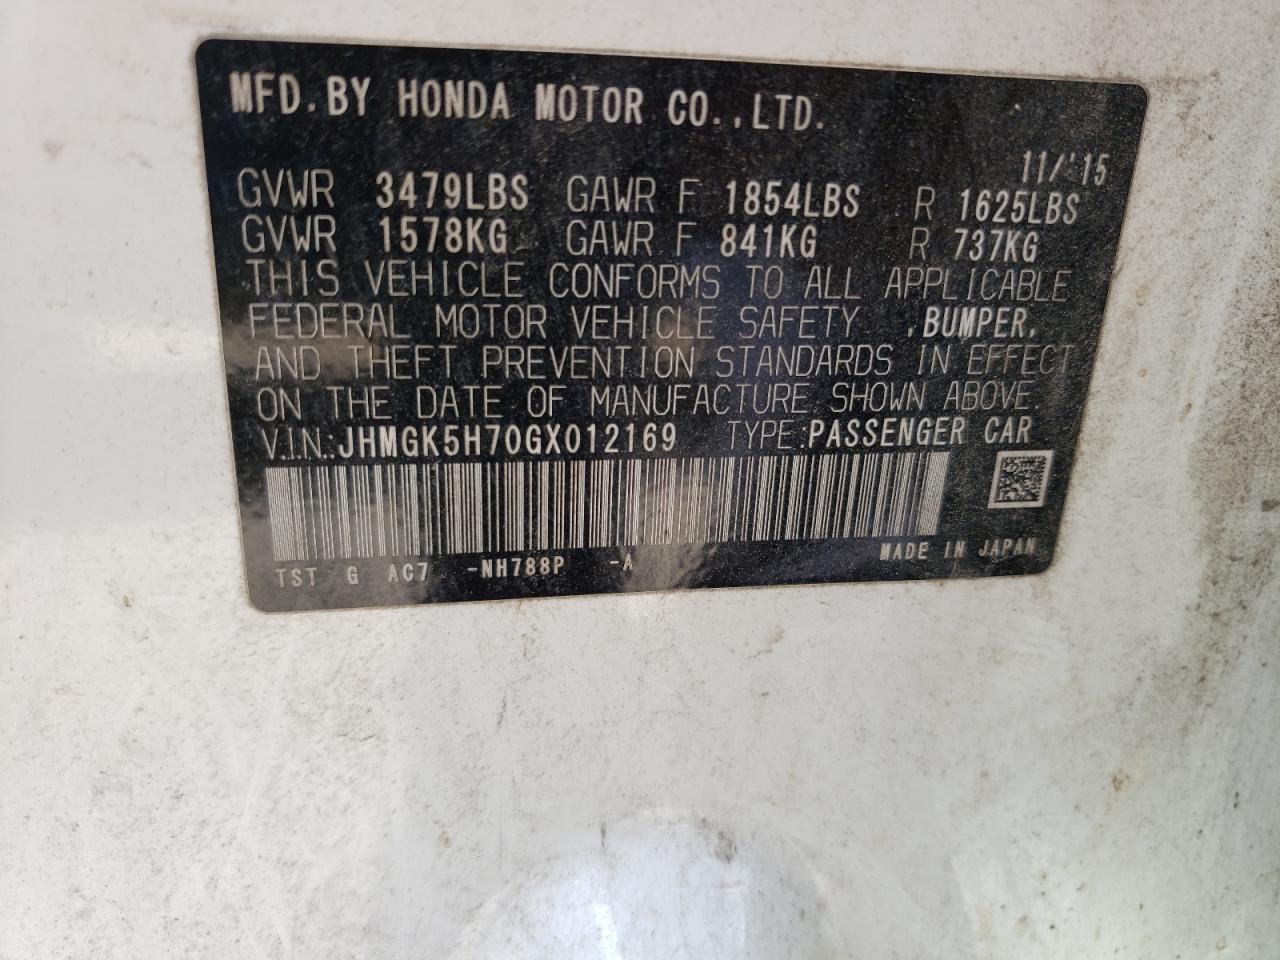 MFD. BY HONDA MOTOR CO., LTD.
11/'15
GVWR 3479LBS GAWR F 1854LBS R 1625LBS
GVWR 1578KG GAWR F 841KG R 737KG
THIS VEHICLE CONFORMS TO ALL APPLICABLE
FEDERAL MOTOR VEHICLE SAFETY ,BUMPER,
AND THEFT PREVENTION STANDARDS IN EFFECT
ON THE DATE OF MANUFACTURE SHOWN ABOVE.
V.I.N.:JHMGK5H70GX012169 TYPE:PASSENGER CAR
MADE IN JAPAN
TST G AC7 -NH788P -A